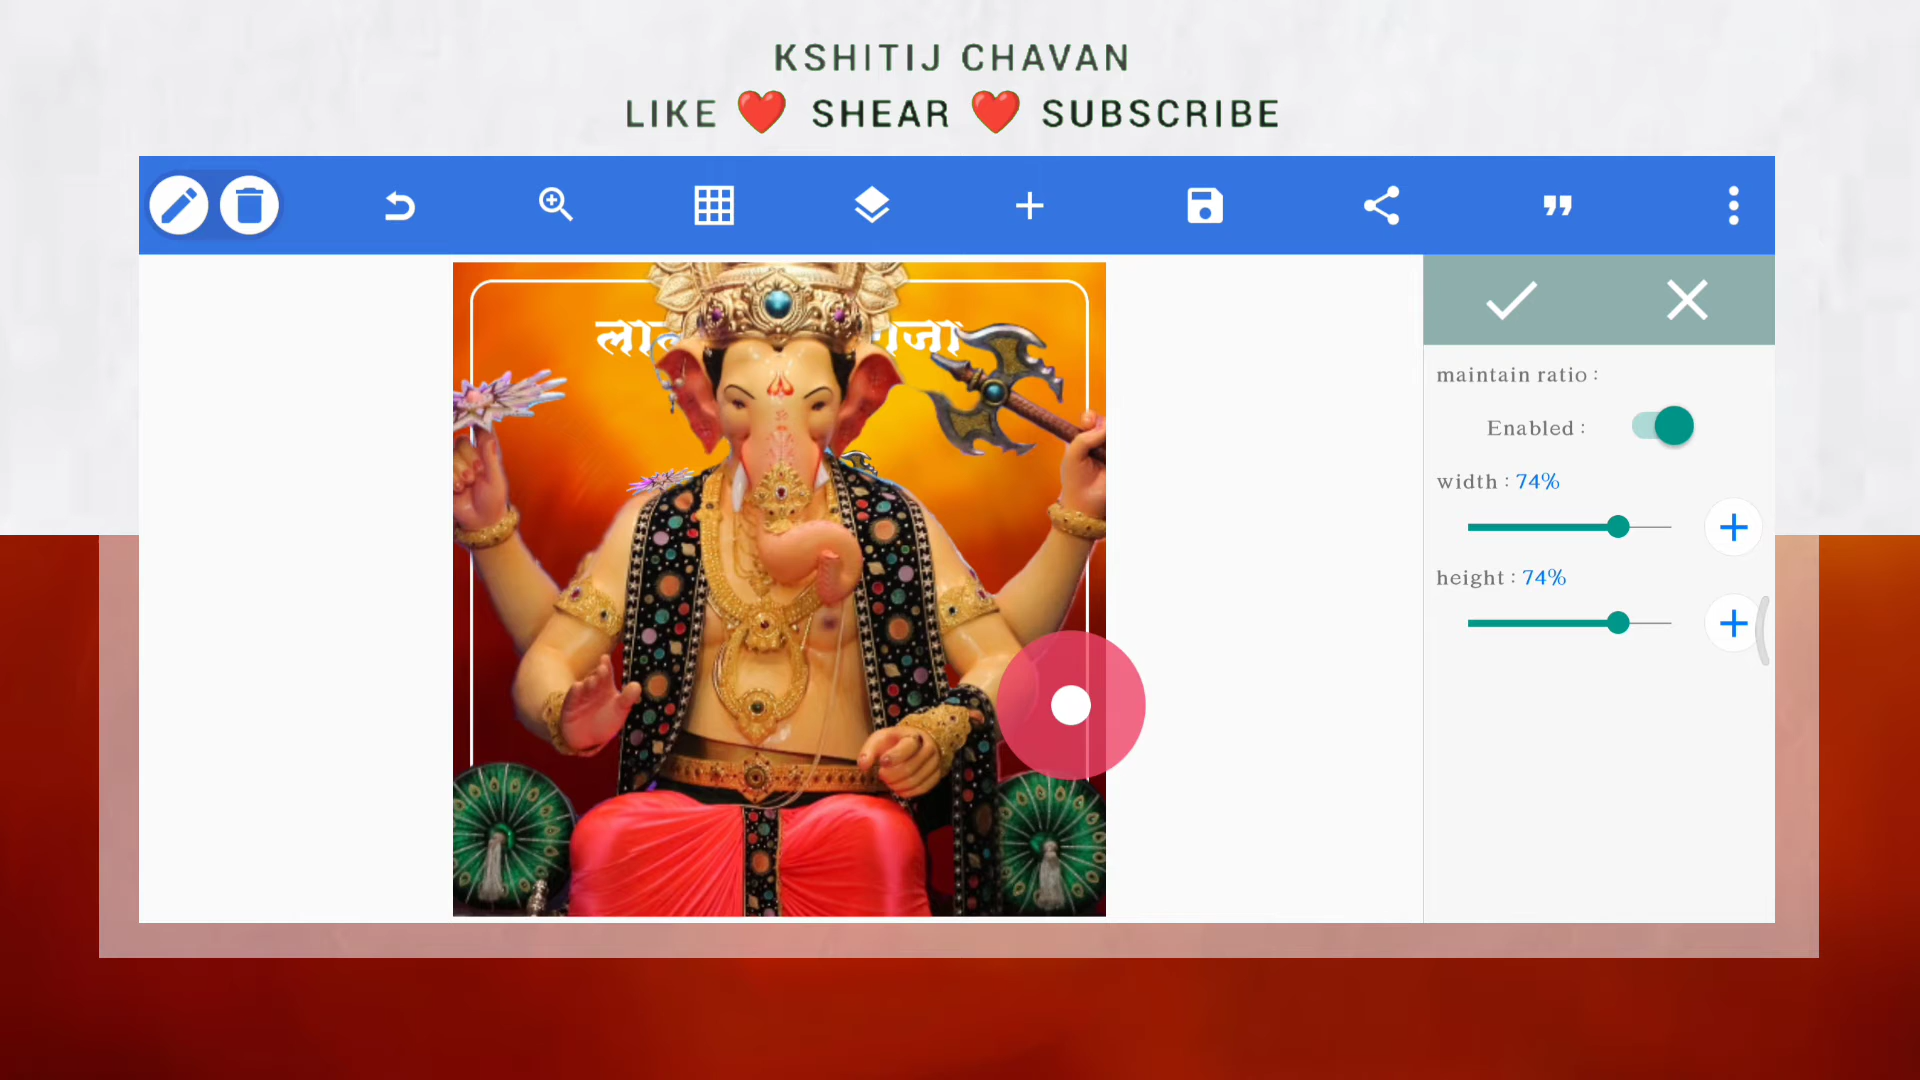 KSHITIJ CHAVAN
LIKE ❤️ SHEAR ❤️ SUBSCRIBE
maintain ratio :
Enabled :
width : 74%
height : 74%